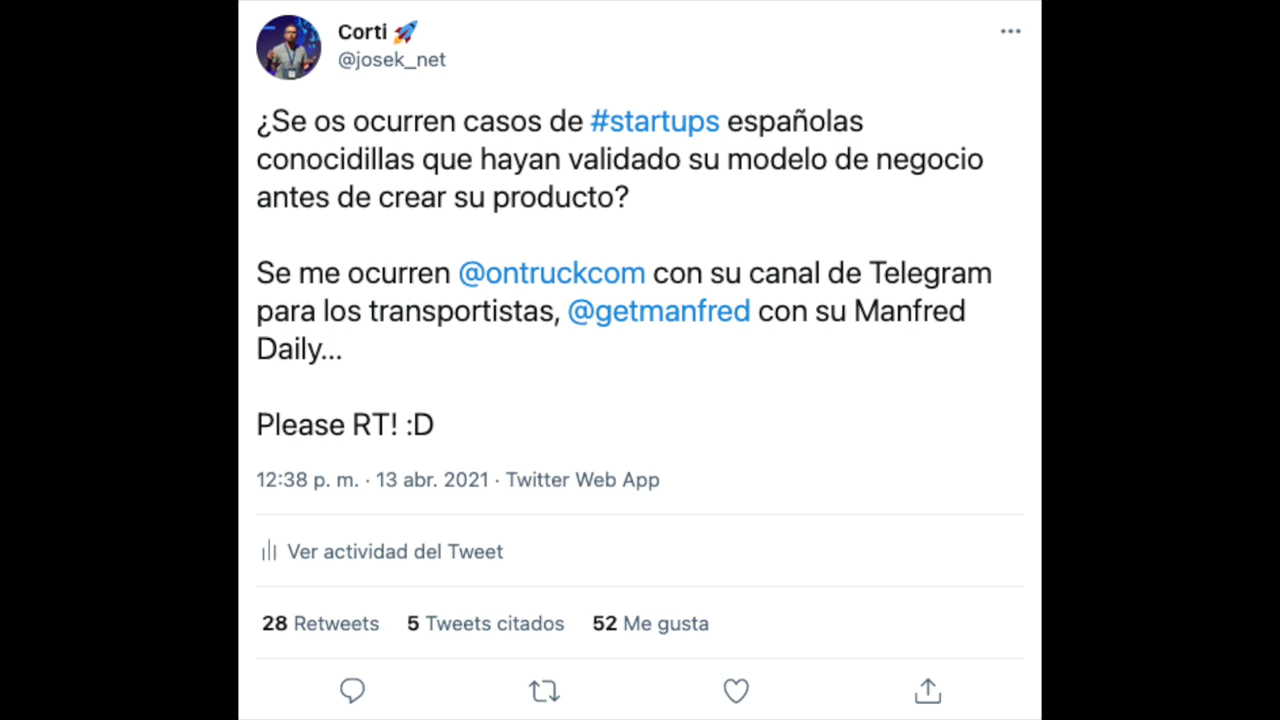 Corti 🚀
@josek_net
¿Se os ocurren casos de #startups españolas
conocidillas que hayan validado su modelo de negocio
antes de crear su producto?
Se me ocurren @ontruckcom con su canal de Telegram
para los transportistas, @getmanfred con su Manfred
Daily...
Please RT! :D
12:38 p. m. · 13 abr. 2021 · Twitter Web App
Ver actividad del Tweet
28 Retweets 5 Tweets citados 52 Me gusta